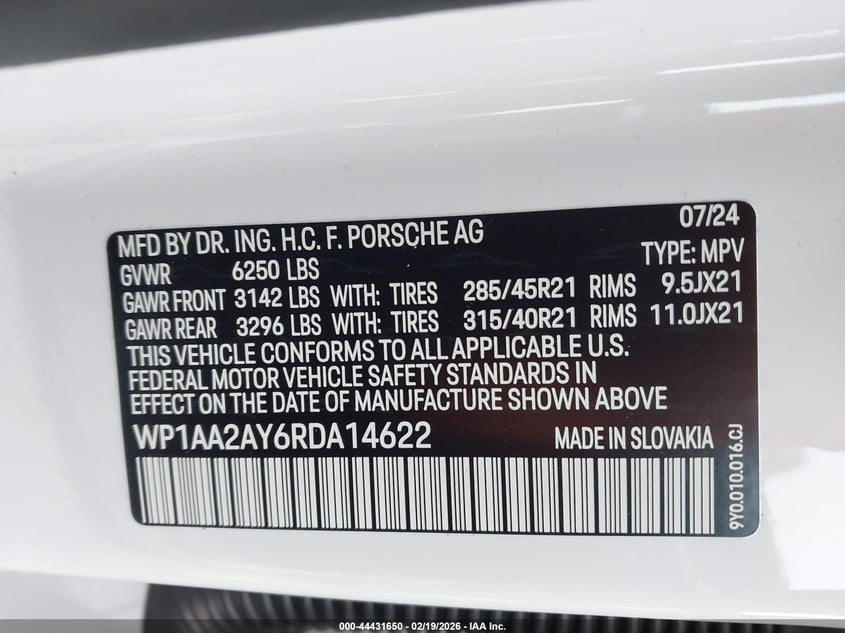 07/24
MFD BY DR. ING. H.C. F. PORSCHE AG
TYPE: MPV
GVWR 6250 LBS
GAWR FRONT 3142 LBS WITH: TIRES 285/45R21 RIMS 9.5JX21
GAWR REAR 3296 LBS WITH: TIRES 315/40R21 RIMS 11.0JX21
THIS VEHICLE CONFORMS TO ALL APPLICABLE U.S.
FEDERAL MOTOR VEHICLE SAFETY STANDARDS IN
EFFECT ON THE DATE OF MANUFACTURE SHOWN ABOVE
WP1AA2AY6RDA14622 MADE IN SLOVAKIA
9Y0.010.016.CJ
000-44431650 - 02/19/2026 - IAA Inc.